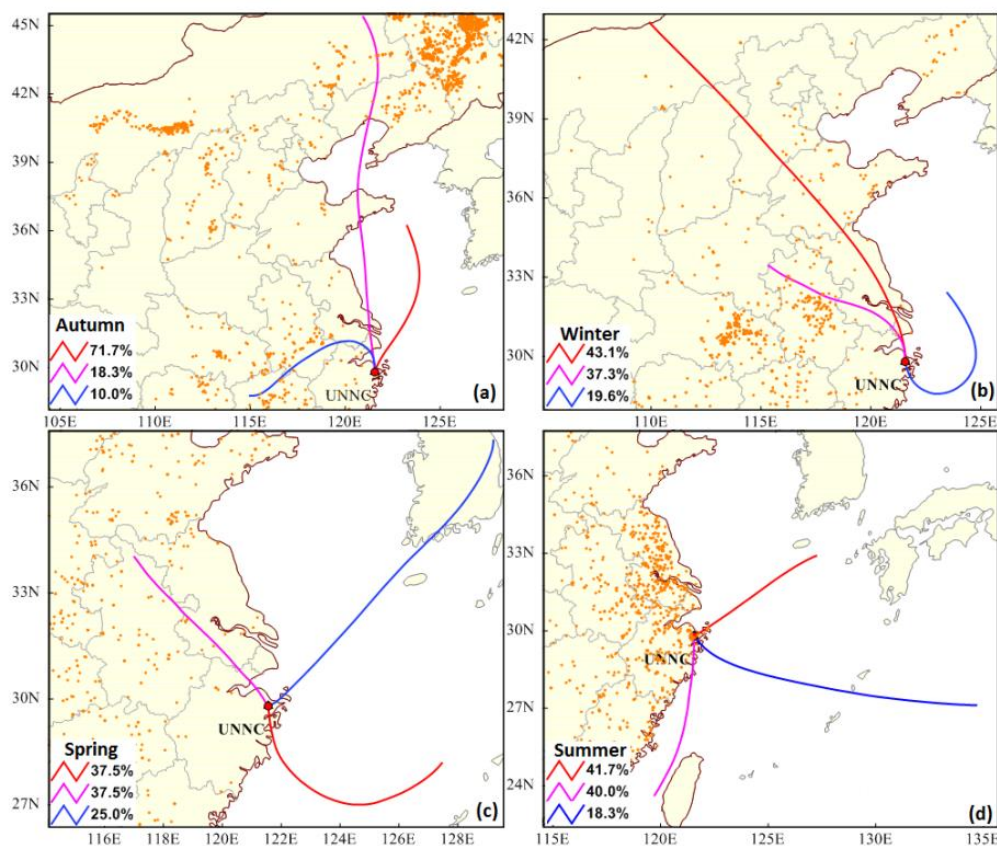 45N
42N
39N
36N
33N
30N
Autumn
71.7%
18.3%
10.0%
UNNC
(a)
105E 110E 115E 120E 125E
42N
39N
36N
33N
30N
Winter
43.1%
37.3%
19.6%
UNNC
(b)
110E 115E 120E 125E
36N
33N
30N
27N
UNNC
Spring
37.5%
37.5%
25.0%
(c)
116E 118E 120E 122E 124E 126E 128E
36N
33N
30N
27N
24N
UNNC
Summer
41.7%
40.0%
18.3%
(d)
115E 120E 125E 130E 135E